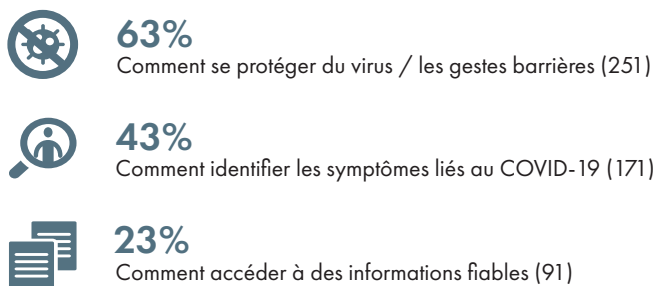 63%
Comment se protéger du virus / les gestes barrières (251)
43%
Comment identifier les symptômes liés au COVID-19 (171)
23%
Comment accéder à des informations fiables (91)